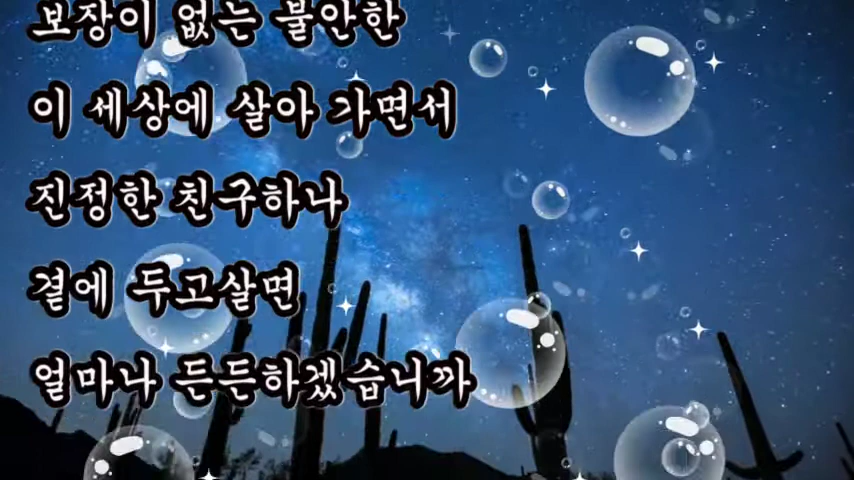 보장이 없는 불안한
이 세상에 살아 가면서
진정한 친구하나
곁에 두고살면
얼마나 든든하겠습니까